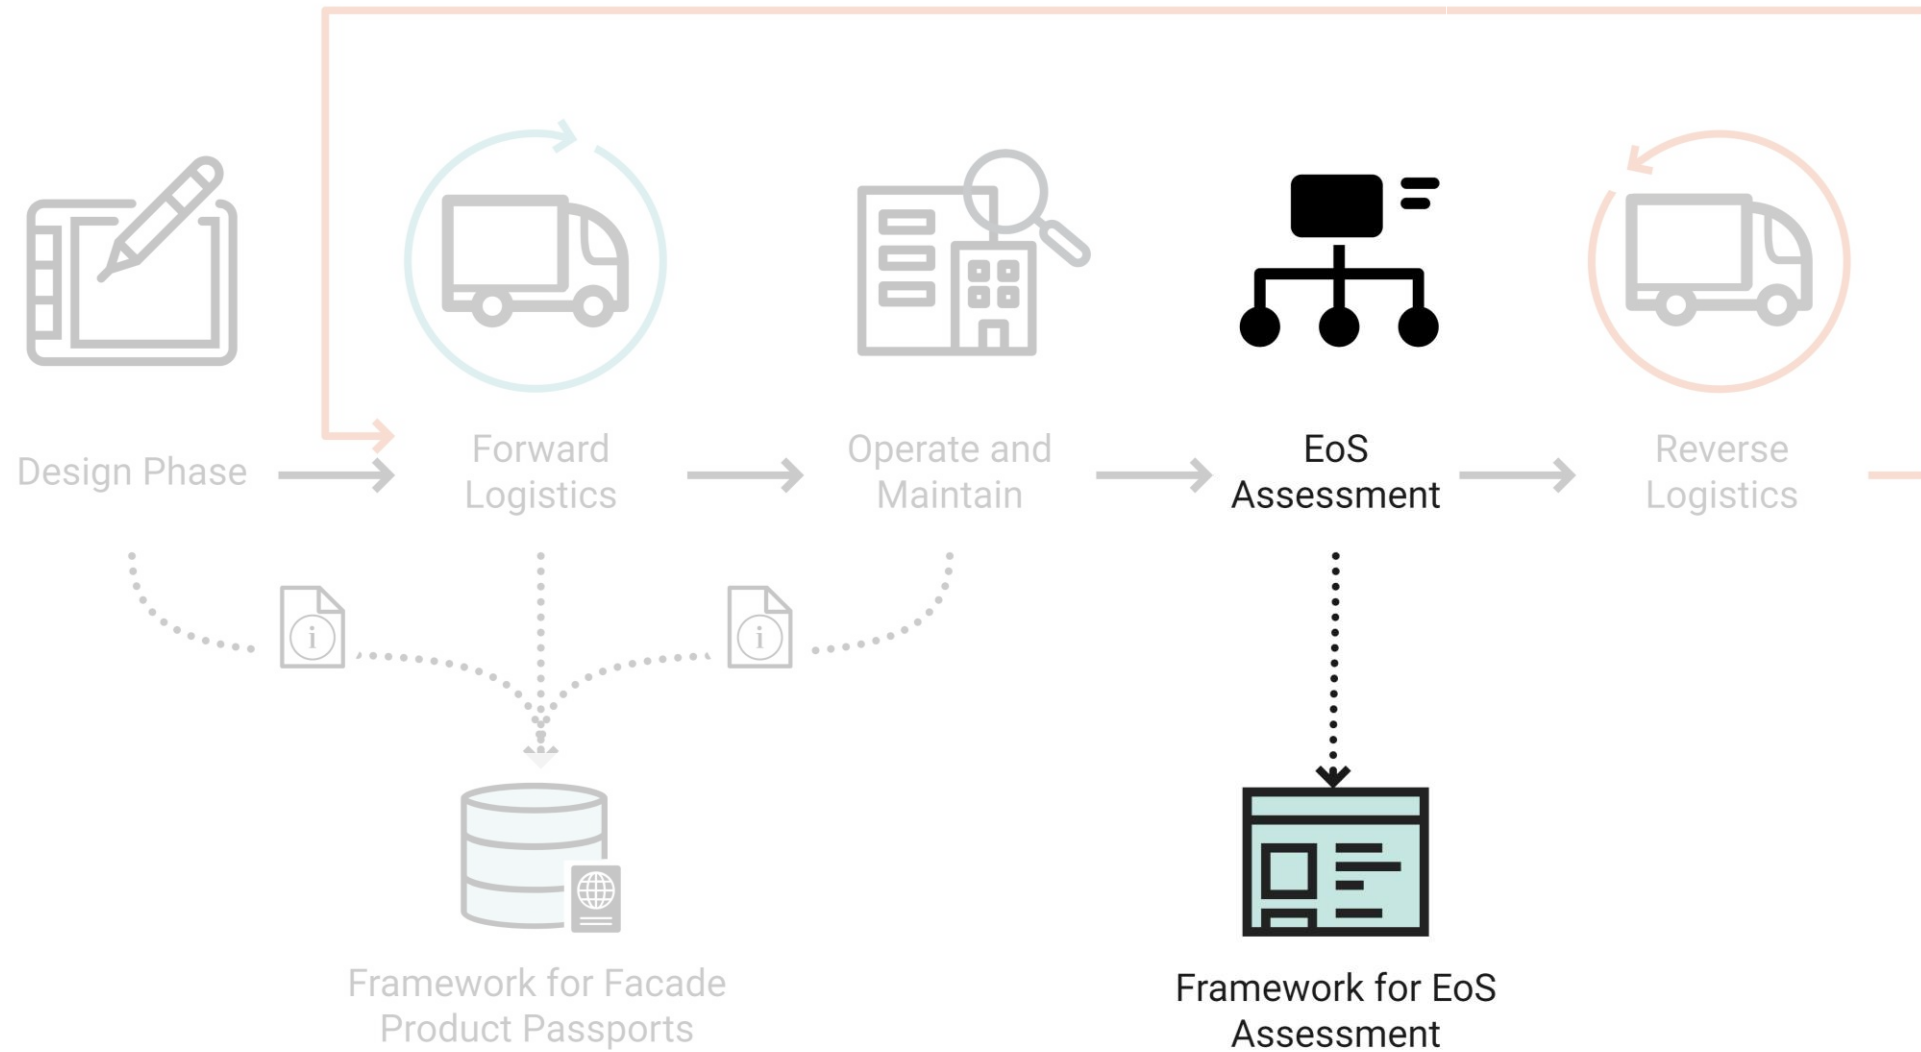 Design Phase
Forward
Logistics
Operate and
Maintain
EoS
Assessment
Reverse
Logistics
i
i
Framework for Facade
Product Passports
Framework for EoS
Assessment